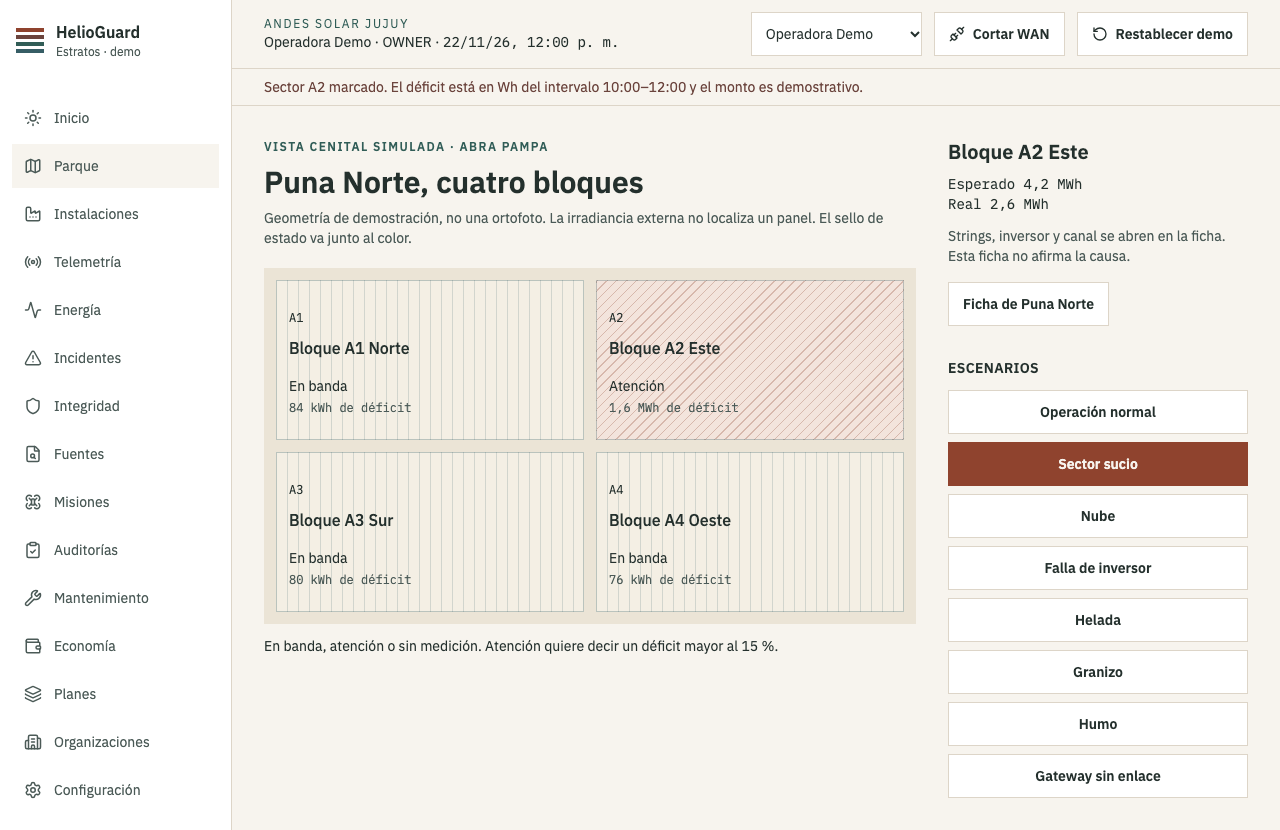 HelioGuard
Estratos · demo
Inicio
Parque
Instalaciones
Telemetría
Energía
Incidentes
Integridad
Fuentes
Misiones
Auditorías
Mantenimiento
Economía
Planes
Organizaciones
Configuración
ANDES SOLAR JUJUY
Operadora Demo · OWNER · 22/11/26, 12:00 p. m.
Operadora Demo
Cortar WAN
Restablecer demo
Sector A2 marcado. El déficit está en Wh del intervalo 10:00–12:00 y el monto es demostrativo.
VISTA CENITAL SIMULADA · ABRA PAMPA
Puna Norte, cuatro bloques
Geometría de demostración, no una ortofoto. La irradiancia externa no localiza un panel. El sello de
estado va junto al color.
A1
Bloque A1 Norte
En banda
84 kWh de déficit
A2
Bloque A2 Este
Atención
1,6 MWh de déficit
A3
Bloque A3 Sur
En banda
80 kWh de déficit
A4
Bloque A4 Oeste
En banda
76 kWh de déficit
En banda, atención o sin medición. Atención quiere decir un déficit mayor al 15 %.
Bloque A2 Este
Esperado 4,2 MWh
Real 2,6 MWh
Strings, inversor y canal se abren en la ficha.
Esta ficha no afirma la causa.
Ficha de Puna Norte
ESCENARIOS
Operación normal
Sector sucio
Nube
Falla de inversor
Helada
Granizo
Humo
Gateway sin enlace